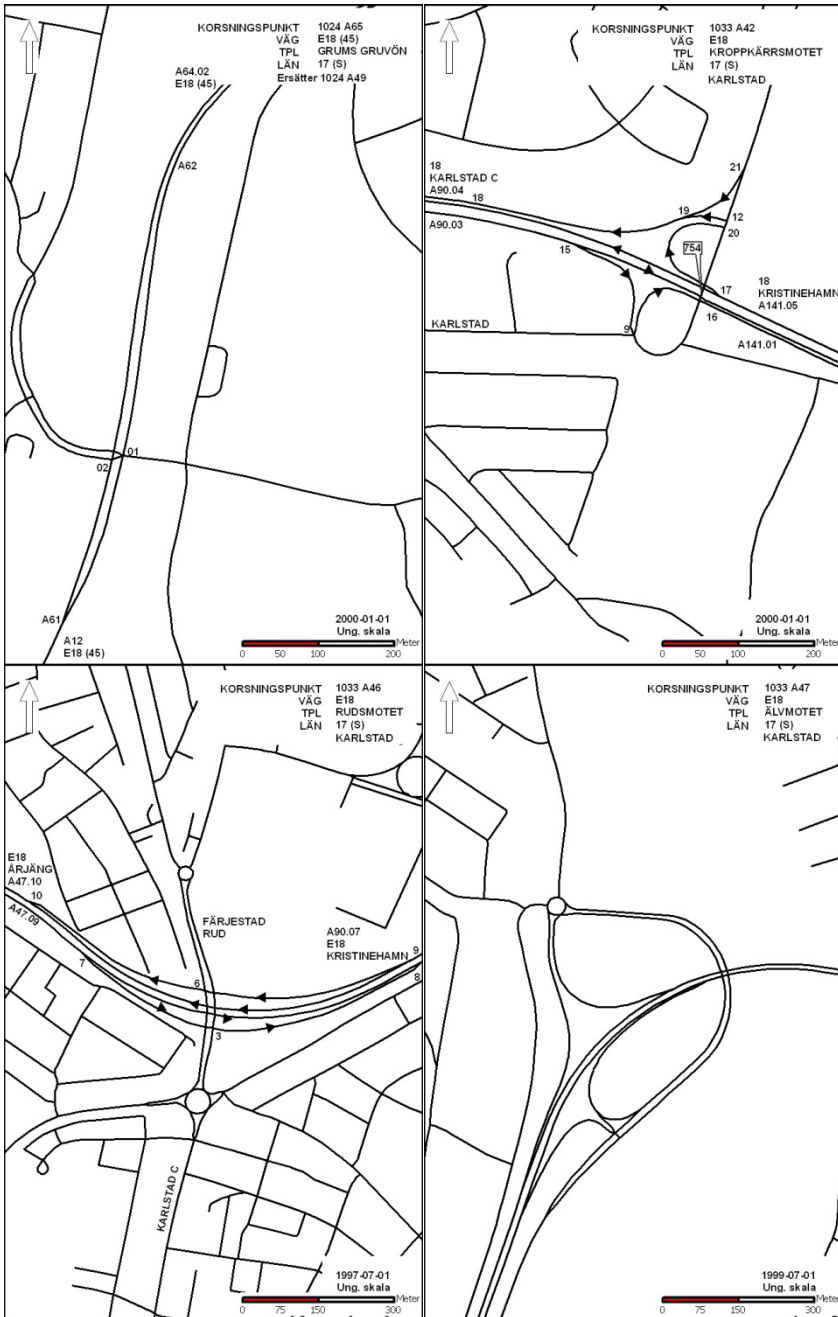 KORSNINGSPUNKT 1024 A65
VÄG E18 (45)
TPL GRUMS GRUVÖN
LÄN 17 (S)
Ersätter 1024 A49
A64.02
E18 (45)
A62
01
02
A61
A12
E18 (45)
2000-01-01
Ung. skala
Meter
0 50 100 200
KORSNINGSPUNKT 1033 A42
VÄG E18
TPL KROPPKÄRRSMOTET
LÄN 17 (S)
KARLSTAD
18
KARLSTAD C
A90.04
18
A90.03
21
19
12
20
15
754
17
18
KRISTINEHAMN
A141.05
16
KARLSTAD
9
A141.01
2000-01-01
Ung. skala
Meter
0 50 100 200
KORSNINGSPUNKT 1033 A46
VÄG E18
TPL RUDSMOTET
LÄN 17 (S)
KARLSTAD
E18
ÅRJÄNG
A47.10
10
A47.09
FÄRJESTAD
RUD
A90.07
E18
KRISTINEHAMN
9
8
7
6
3
KARLSTAD C
1997-07-01
Ung. skala
Meter
0 75 150 300
KORSNINGSPUNKT 1033 A47
VÄG E18
TPL ÄLVMOTET
LÄN 17 (S)
KARLSTAD
1999-07-01
Ung. skala
Meter
0 75 150 300